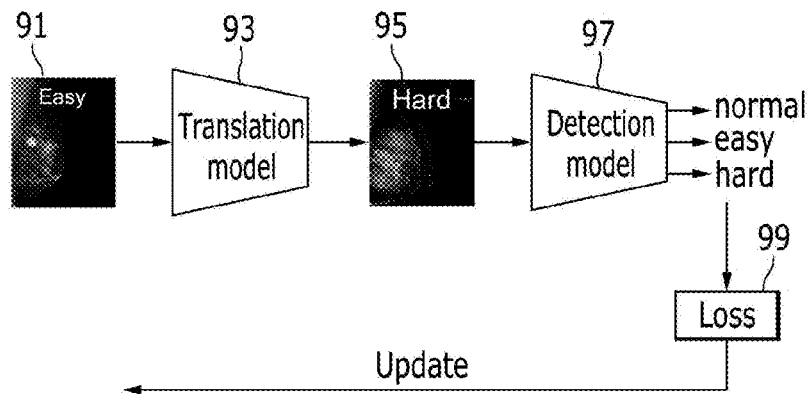 91
93
95
97
Easy
Hard
Translation
model
Detection
model
normal
easy
hard
99
Loss
Update